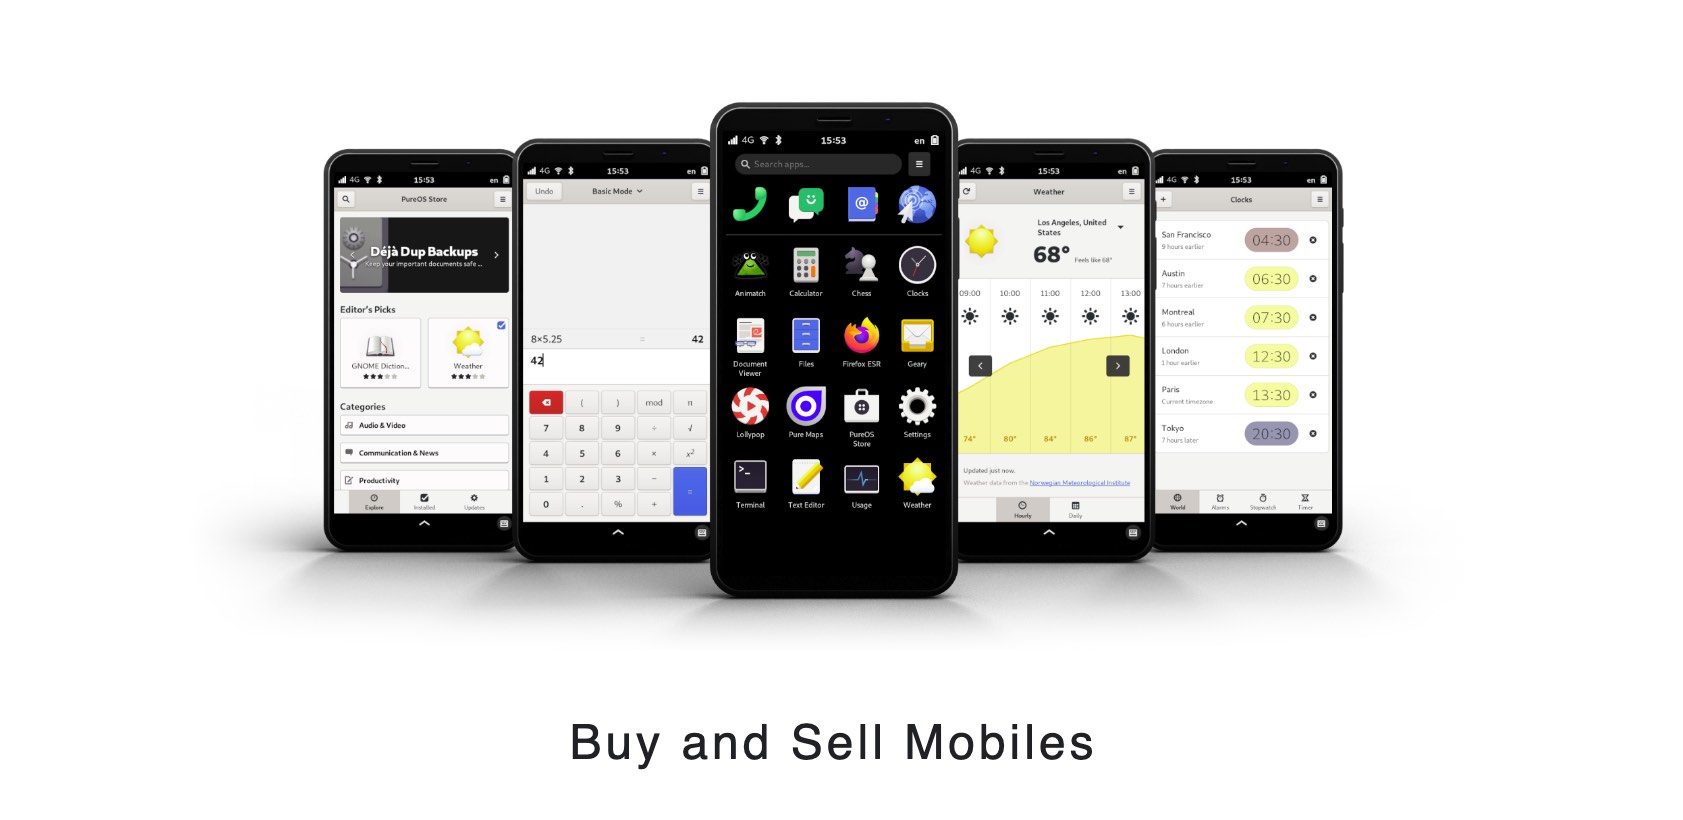 4G 15:53 en
PureOS Store
Déjà Dup Backups
Keep your important documents safe ...
Editor's Picks
GNOME Diction...
Weather
Categories
Audio & Video
Communication & News
Productivity
Explore Installed Updates
4G 15:53 en
Undo Basic Mode
8×5.25 = 42
42
( ) mod π
7 8 9 ÷ √
4 5 6 × x²
1 2 3 − =
0 . % +
4G 15:53 en
Search apps...
Animatch Calculator Chess Clocks
Document Viewer Files Firefox ESR Geary
Lollypop Pure Maps PureOS Store Settings
Terminal Text Editor Usage Weather
4G 15:53 en
Weather
Los Angeles, United
States
68° Feels like 68°
09:00 10:00 11:00 12:00 13:00
74° 80° 84° 86° 87°
Updated just now.
Weather data from the Norwegian Meteorological Institute
Hourly Daily
4G 15:53 en
Clocks
San Francisco 04:30
9 hours earlier
Austin 06:30
7 hours earlier
Montreal 07:30
6 hours earlier
London 12:30
1 hour earlier
Paris 13:30
Current timezone
Tokyo 20:30
7 hours later
World Alarms Stopwatch Timer
Buy and Sell Mobiles